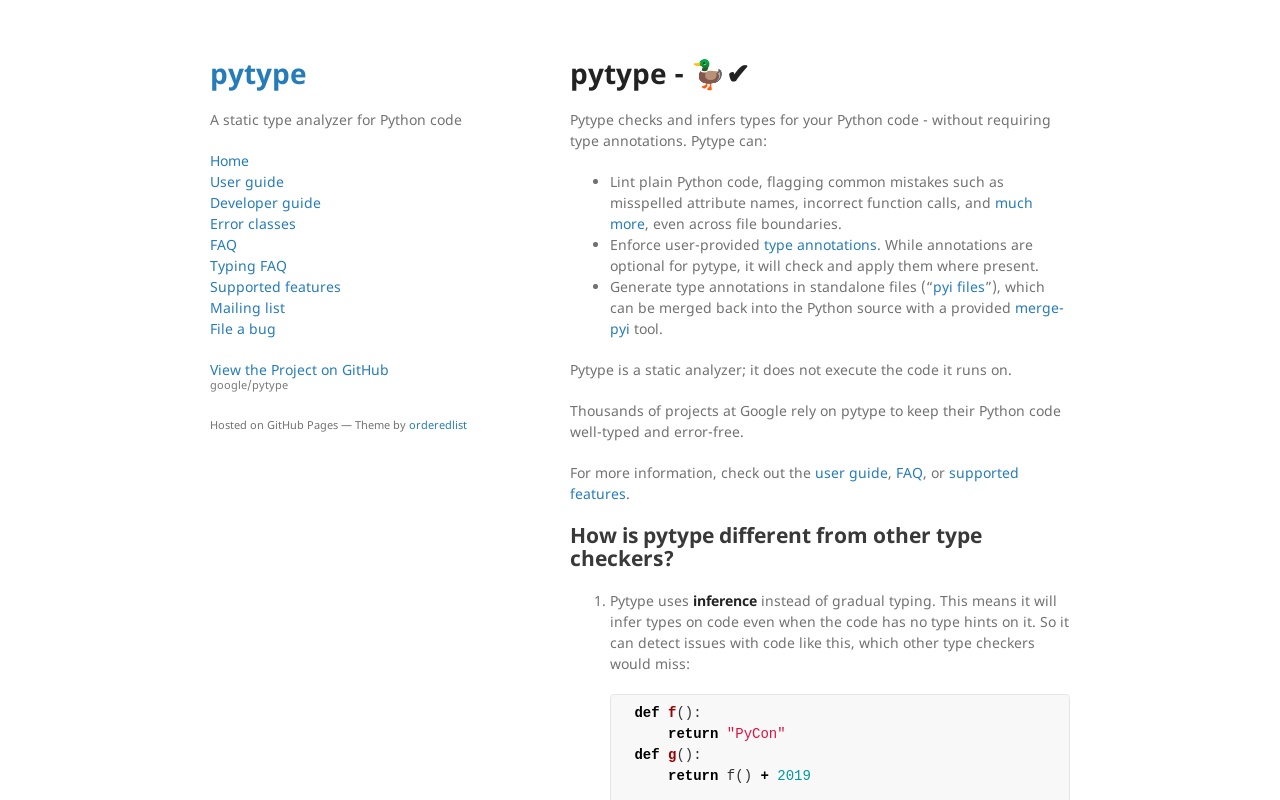 pytype
A static type analyzer for Python code
Home
User guide
Developer guide
Error classes
FAQ
Typing FAQ
Supported features
Mailing list
File a bug
View the Project on GitHub
google/pytype
Hosted on GitHub Pages — Theme by orderedlist
pytype - 🦆✔
Pytype checks and infers types for your Python code - without requiring
type annotations. Pytype can:
• Lint plain Python code, flagging common mistakes such as
misspelled attribute names, incorrect function calls, and much
more, even across file boundaries.
• Enforce user-provided type annotations. While annotations are
optional for pytype, it will check and apply them where present.
• Generate type annotations in standalone files (“pyi files”), which
can be merged back into the Python source with a provided merge-
pyi tool.
Pytype is a static analyzer; it does not execute the code it runs on.
Thousands of projects at Google rely on pytype to keep their Python code
well-typed and error-free.
For more information, check out the user guide, FAQ, or supported
features.
How is pytype different from other type
checkers?
1. Pytype uses inference instead of gradual typing. This means it will
infer types on code even when the code has no type hints on it. So it
can detect issues with code like this, which other type checkers
would miss:
def f():
    return "PyCon"
def g():
    return f() + 2019